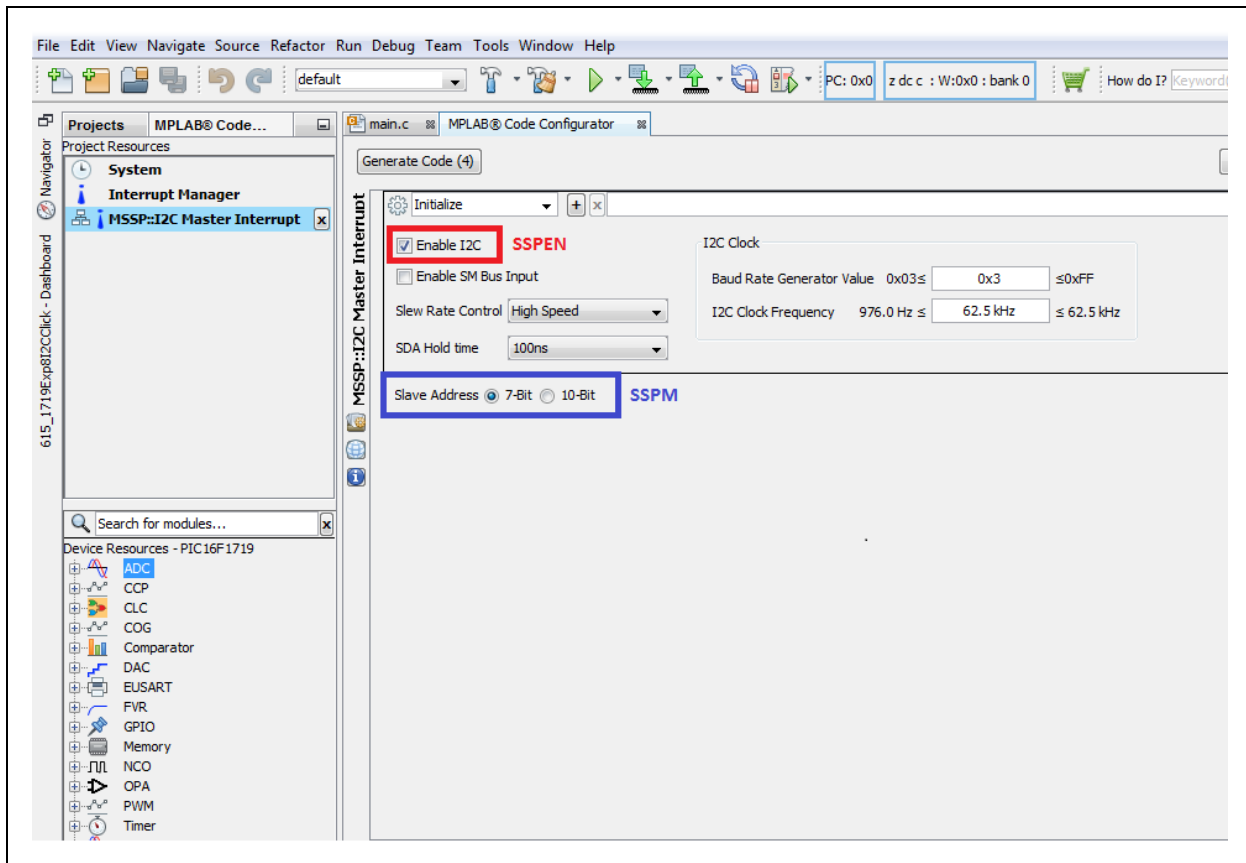 File Edit View Navigate Source Refactor Run Debug Team Tools Window Help
default
PC: 0x0
z dc c : W:0x0 : bank 0
How do I?
Projects
MPLAB® Code...
main.c
MPLAB® Code Configurator
Navigator
Dashboard
615_1719Exp8I2CClick - Dashboard
Project Resources
System
Interrupt Manager
MSSP::I2C Master Interrupt
x
Search for modules...
x
Device Resources - PIC16F1719
ADC
CCP
CLC
COG
Comparator
DAC
EUSART
FVR
GPIO
Memory
NCO
OPA
PWM
Timer
Generate Code (4)
MSSP::I2C Master Interrupt
Initialize
+
x
Enable I2C
SSPEN
Enable SM Bus Input
Slew Rate Control High Speed
SDA Hold time 100ns
I2C Clock
Baud Rate Generator Value 0x03≤ 0x3 ≤0xFF
I2C Clock Frequency 976.0 Hz ≤ 62.5 kHz ≤ 62.5 kHz
Slave Address 7-Bit 10-Bit
SSPM